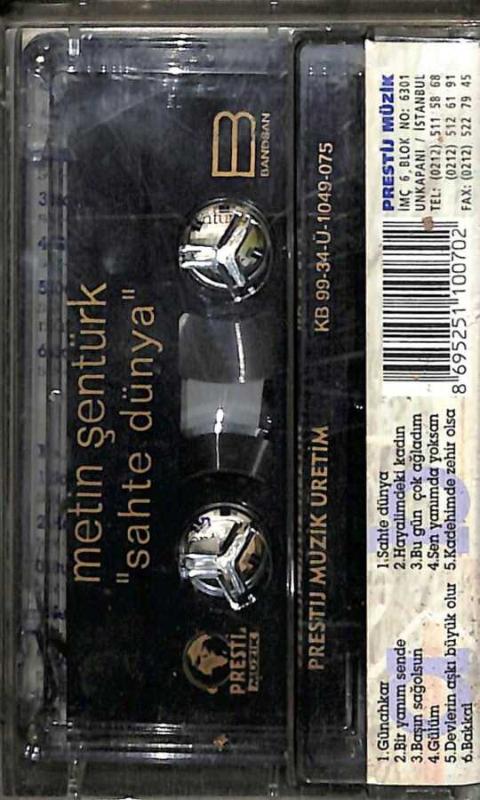 metin şentürk
"sahte dünya"
B
BANDSAN
PRESTİJ
MÜZİK
PRESTİJ MÜZİK ÜRETİM
KB 99-34-Ü-1049-075
1.Günahkar
2.Bir yanım sende
3.Başın sağolsun
4.Gülüm
5.Devlerin aşkı büyük olur
6.Bakkal
1.Sahte dünya
2.Hayalimdeki kadın
3.Bu gün çok ağladım
4.Sen yanımda yoksan
5.Kadehimde zehir olsa
8 695251 100702
PRESTİJ MÜZİK
İMÇ 6. BLOK NO: 6301
UNKAPANI / İSTANBUL
TEL: (0212) 511 58 68
(0212) 512 61 91
FAX: (0212) 522 79 45